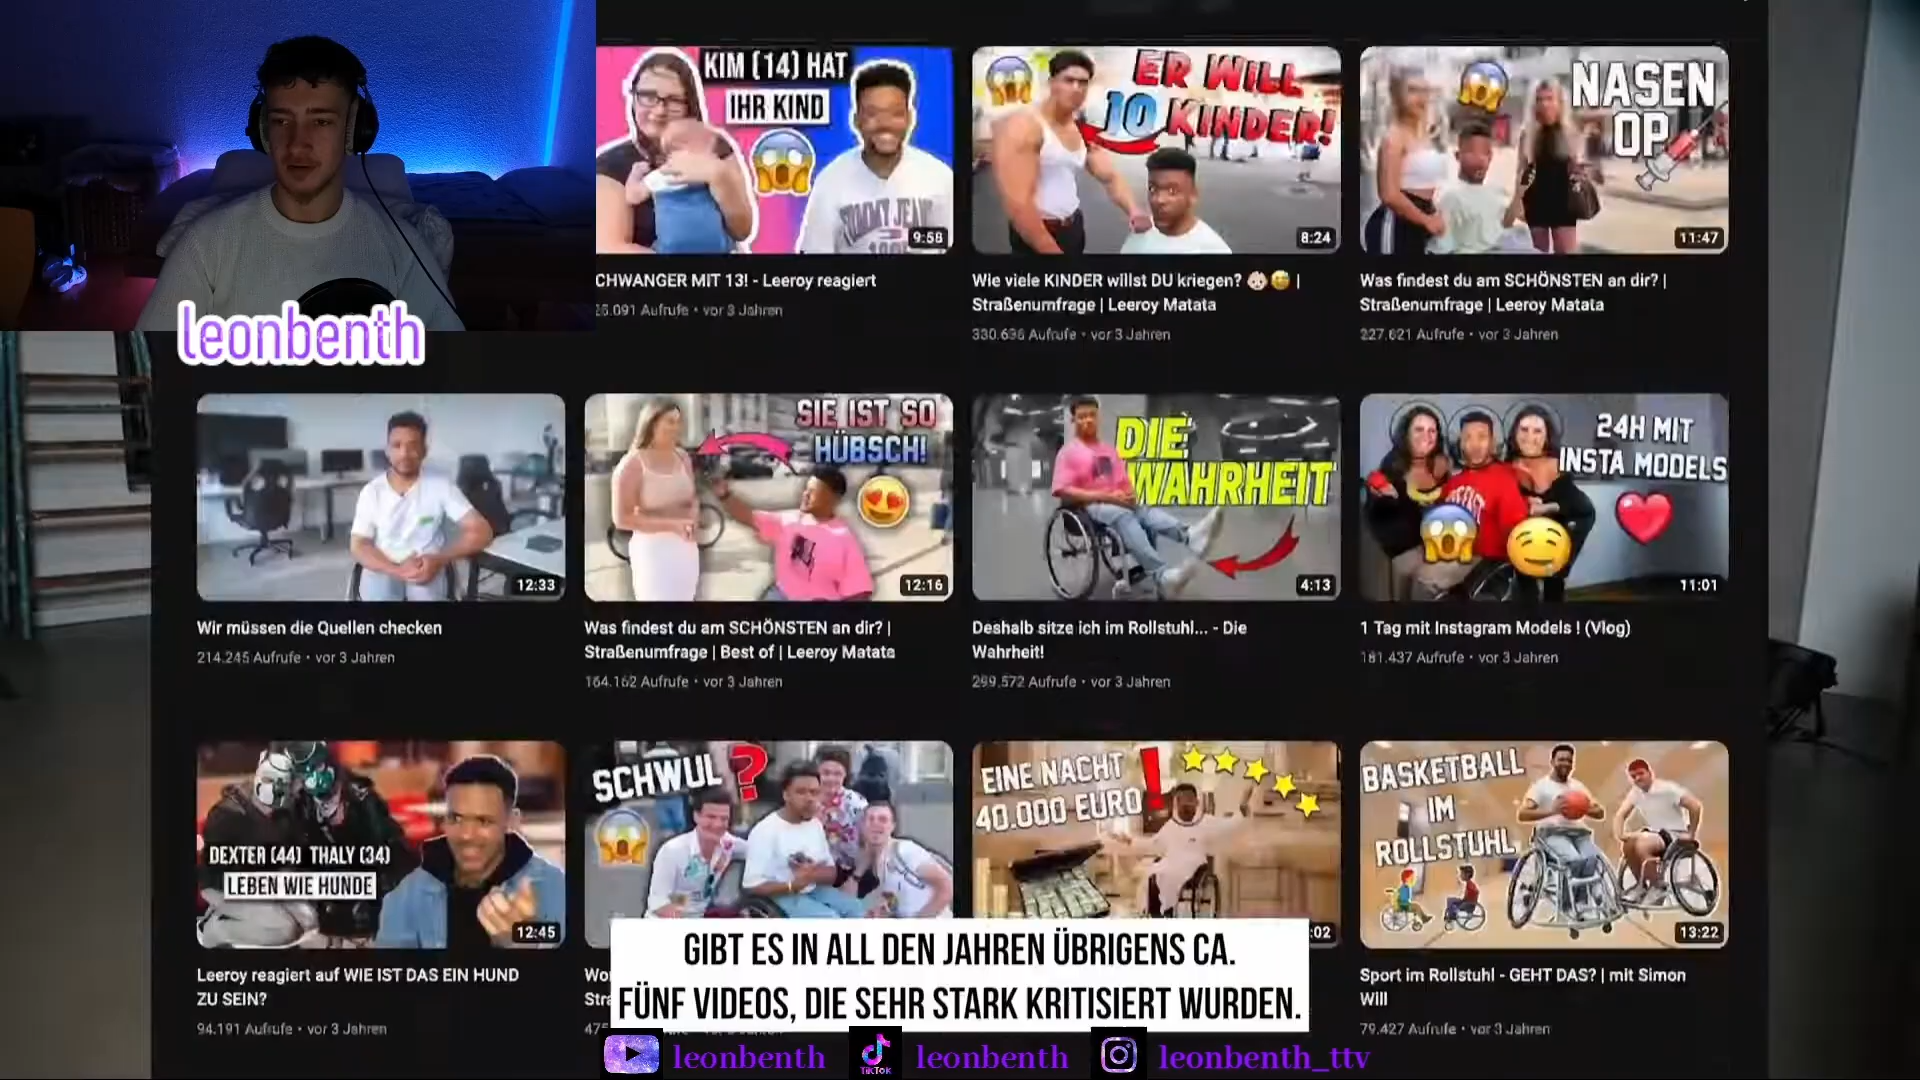 KIM (14) HAT
IHR KIND
9:58
CHWANGER MIT 13! - Leeroy reagiert
5.091 Aufrufe • vor 3 Jahren
ER WILL
10 KINDER!
8:24
Wie viele KINDER willst DU kriegen? |
Straßenumfrage | Leeroy Matata
330.636 Aufrufe • vor 3 Jahren
NASEN
OP
11:47
Was findest du am SCHÖNSTEN an dir? |
Straßenumfrage | Leeroy Matata
227.621 Aufrufe • vor 3 Jahren
leonbenth
12:33
Wir müssen die Quellen checken
214.245 Aufrufe • vor 3 Jahren
SIE IST SO
HÜBSCH!
12:16
Was findest du am SCHÖNSTEN an dir? |
Straßenumfrage | Best of | Leeroy Matata
164.162 Aufrufe • vor 3 Jahren
DIE
WAHRHEIT
4:13
Deshalb sitze ich im Rollstuhl... - Die
Wahrheit!
299.572 Aufrufe • vor 3 Jahren
24H MIT
INSTA MODELS
11:01
1 Tag mit Instagram Models ! (Vlog)
181.437 Aufrufe • vor 3 Jahren
DEXTER (44) THALY (34)
LEBEN WIE HUNDE
12:45
Leeroy reagiert auf WIE IST DAS EIN HUND
ZU SEIN?
94.191 Aufrufe • vor 3 Jahren
SCHWUL?
EINE NACHT
40.000 EURO!
:02
BASKETBALL
IM
ROLLSTUHL
13:22
Sport im Rollstuhl - GEHT DAS? | mit Simon
Will
79.427 Aufrufe • vor 3 Jahren
GIBT ES IN ALL DEN JAHREN ÜBRIGENS CA.
FÜNF VIDEOS, DIE SEHR STARK KRITISIERT WURDEN.
leonbenth TikTok leonbenth leonbenth_ttv